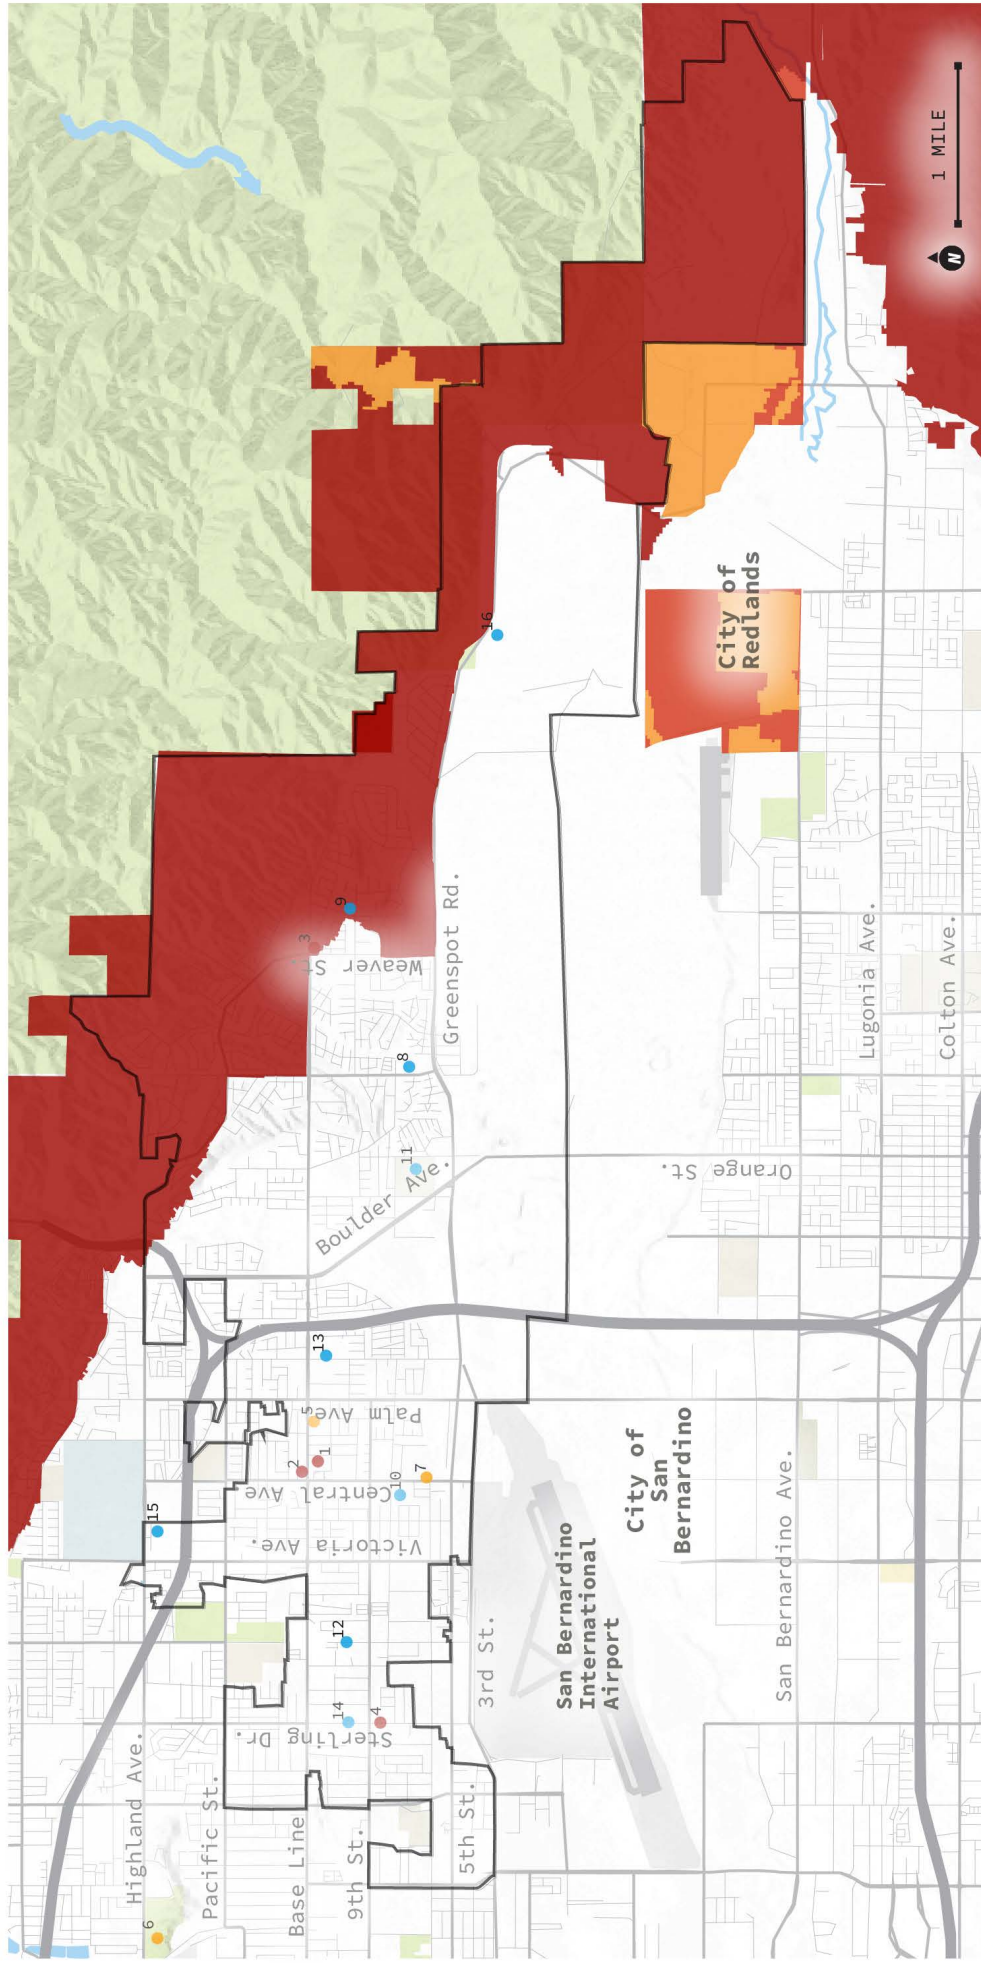 Highland Ave.
Pacific St.
Base Line
9th St.
5th St.
3rd St.
Sterling Dr.
Victoria Ave.
Central Ave
Palm Ave.
Boulder Ave.
Weaver St.
Greenspot Rd.
Orange St.
San Bernardino Ave.
Lugonia Ave.
Colton Ave.
San Bernardino
International
Airport
City of
San
Bernardino
City of
Redlands
1
2
3
4
5
6
7
8
9
10
11
12
13
14
15
16
N
1 MILE